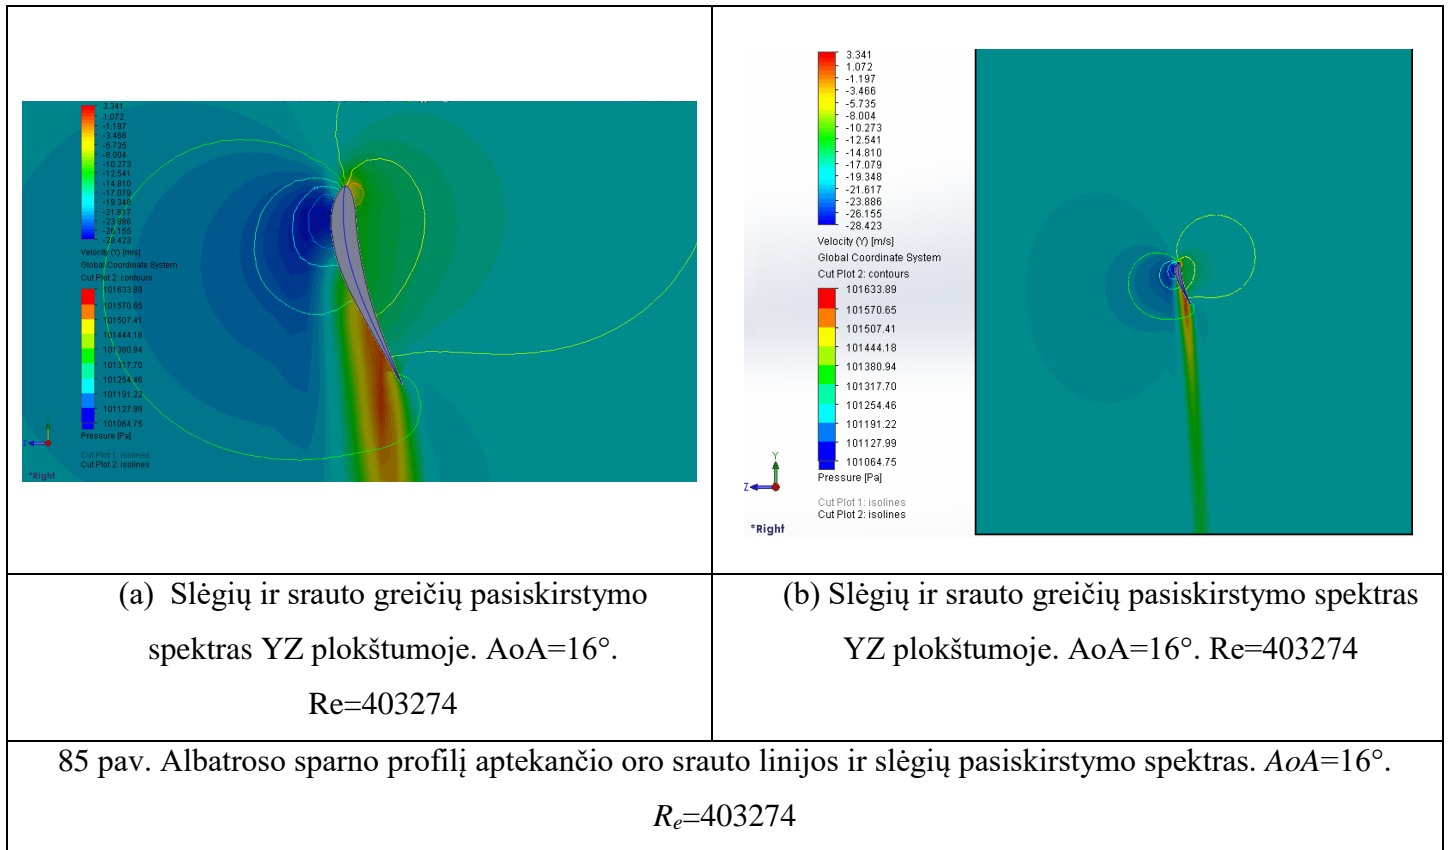 3.341
1.072
-1.197
-3.466
-5.735
-8.004
-10.273
-12.541
-14.810
-17.079
-19.348
-21.617
-23.886
-26.155
-28.423
Velocity (Y) [m/s]
Global Coordinate System
Cut Plot 2: contours
101633.89
101570.65
101507.41
101444.18
101380.94
101317.70
101254.46
101191.22
101127.99
101064.75
Pressure [Pa]
Cut Plot 1: isolines
Cut Plot 2: isolines
Z
*Right
3.341
1.072
-1.197
-3.466
-5.735
-8.004
-10.273
-12.541
-14.810
-17.079
-19.348
-21.617
-23.886
-26.155
-28.423
Velocity (Y) [m/s]
Global Coordinate System
Cut Plot 2: contours
101633.89
101570.65
101507.41
101444.18
101380.94
101317.70
101254.46
101191.22
101127.99
101064.75
Pressure [Pa]
Y
Z
Cut Plot 1: isolines
Cut Plot 2: isolines
*Right
(a) Slėgių ir srauto greičių pasiskirstymo
spektras YZ plokštumoje. AoA=16°.
Re=403274
(b) Slėgių ir srauto greičių pasiskirstymo spektras
YZ plokštumoje. AoA=16°. Re=403274
85 pav. Albatroso sparno profilį aptekančio oro srauto linijos ir slėgių pasiskirstymo spektras. AoA=16°.
Re=403274